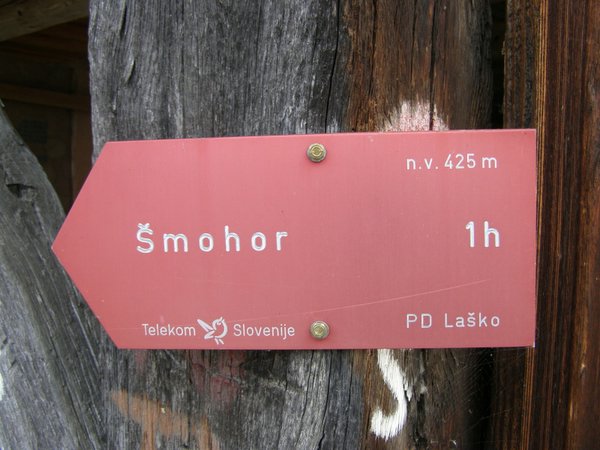 n.v. 425 m
Šmohor 1h
Telekom Slovenije PD Laško